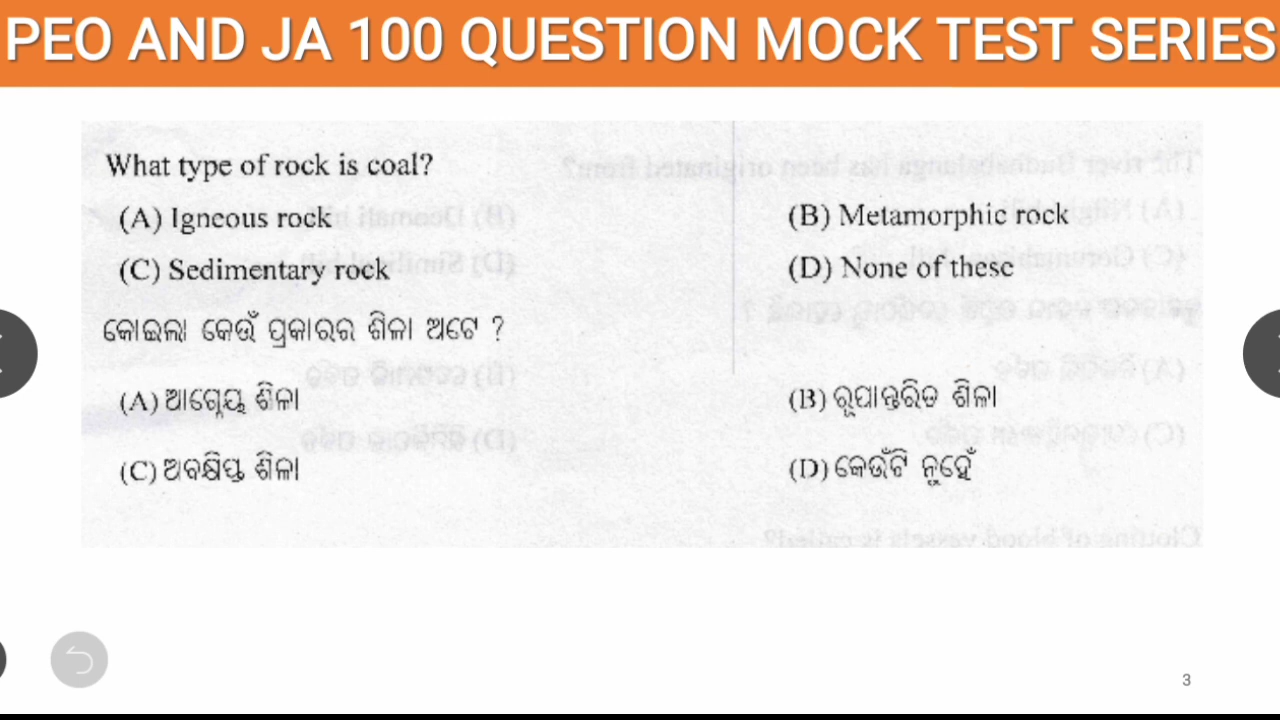 PEO AND JA 100 QUESTION MOCK TEST SERIES
What type of rock is coal?
(A) Igneous rock
(B) Metamorphic rock
(C) Sedimentary rock
(D) None of these
କୋଇଲା କେଉଁ ପ୍ରକାରର ଶିଳା ଅଟେ ?
(A) ଆଗ୍ନେୟ ଶିଳା
(B) ରୂପାନ୍ତରିତ ଶିଳା
(C) ଅବକ୍ଷିପ୍ତ ଶିଳା
(D) କେଉଁଟି ନୁହେଁ
3